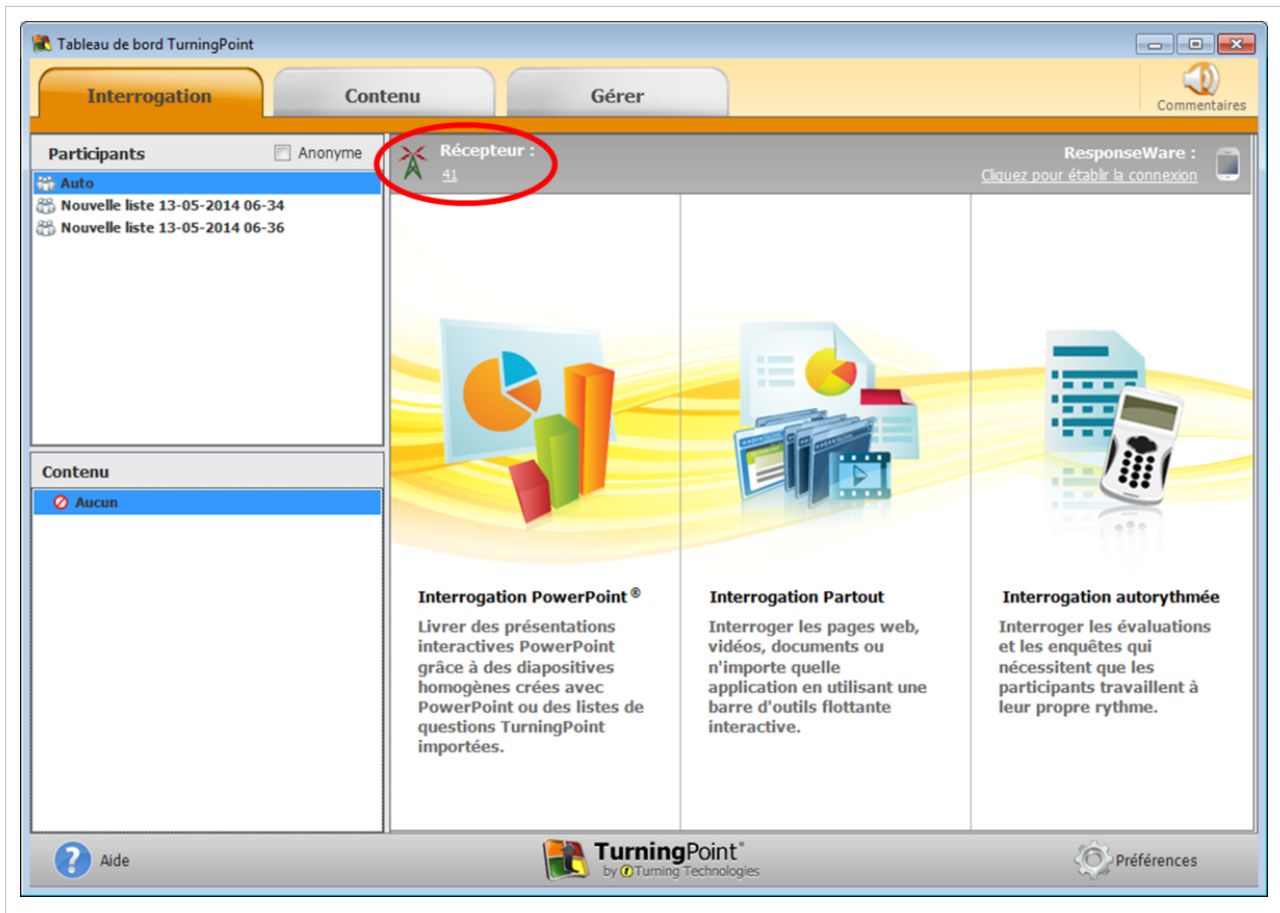 Tableau de bord TurningPoint
Interrogation
Contenu
Gérer
Commentaires
Participants
Anonyme
Auto
Nouvelle liste 13-05-2014 06-34
Nouvelle liste 13-05-2014 06-36
Récepteur :
41
ResponseWare :
Cliquez pour établir la connexion
Contenu
Aucun
Interrogation PowerPoint ®
Livrer des présentations
interactives PowerPoint
grâce à des diapositives
homogènes crées avec
PowerPoint ou des listes de
questions TurningPoint
importées.
Interrogation Partout
Interroger les pages web,
vidéos, documents ou
n'importe quelle
application en utilisant une
barre d'outils flottante
interactive.
Interrogation autorythmée
Interroger les évaluations
et les enquêtes qui
nécessitent que les
participants travaillent à
leur propre rythme.
Aide
TurningPoint®
by Turning Technologies
Préférences